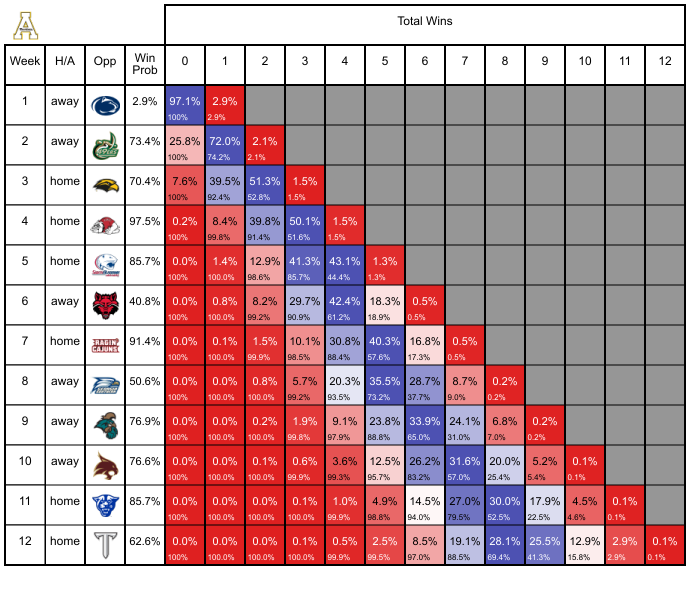 A
Total Wins
Week H/A Opp Win Prob 0 1 2 3 4 5 6 7 8 9 10 11 12
1 away 2.9% 97.1% 2.9%
100% 2.9%
2 away 73.4% 25.8% 72.0% 2.1%
100% 74.2% 2.1%
3 home 70.4% 7.6% 39.5% 51.3% 1.5%
100% 92.4% 52.8% 1.5%
4 home 97.5% 0.2% 8.4% 39.8% 50.1% 1.5%
100% 99.8% 91.4% 51.6% 1.5%
5 home 85.7% 0.0% 1.4% 12.9% 41.3% 43.1% 1.3%
100% 100.0% 98.6% 85.7% 44.4% 1.3%
6 away 40.8% 0.0% 0.8% 8.2% 29.7% 42.4% 18.3% 0.5%
100% 100.0% 99.2% 90.9% 61.2% 18.9% 0.5%
7 home RAGIN' CAJUNS 91.4% 0.0% 0.1% 1.5% 10.1% 30.8% 40.3% 16.8% 0.5%
100% 100.0% 99.9% 98.5% 88.4% 57.6% 17.3% 0.5%
8 away 50.6% 0.0% 0.0% 0.8% 5.7% 20.3% 35.5% 28.7% 8.7% 0.2%
100% 100.0% 100.0% 99.2% 93.5% 73.2% 37.7% 9.0% 0.2%
9 away 76.9% 0.0% 0.0% 0.2% 1.9% 9.1% 23.8% 33.9% 24.1% 6.8% 0.2%
100% 100.0% 100.0% 99.8% 97.9% 88.8% 65.0% 31.0% 7.0% 0.2%
10 away 76.6% 0.0% 0.0% 0.1% 0.6% 3.6% 12.5% 26.2% 31.6% 20.0% 5.2% 0.1%
100% 100.0% 100.0% 99.9% 99.3% 95.7% 83.2% 57.0% 25.4% 5.4% 0.1%
11 home 85.7% 0.0% 0.0% 0.0% 0.1% 1.0% 4.9% 14.5% 27.0% 30.0% 17.9% 4.5% 0.1%
100% 100.0% 100.0% 100.0% 99.9% 98.8% 94.0% 79.5% 52.5% 22.5% 4.6% 0.1%
12 home T 62.6% 0.0% 0.0% 0.0% 0.1% 0.5% 2.5% 8.5% 19.1% 28.1% 25.5% 12.9% 2.9% 0.1%
100% 100.0% 100.0% 100.0% 99.9% 99.5% 97.0% 88.5% 69.4% 41.3% 15.8% 2.9% 0.1%